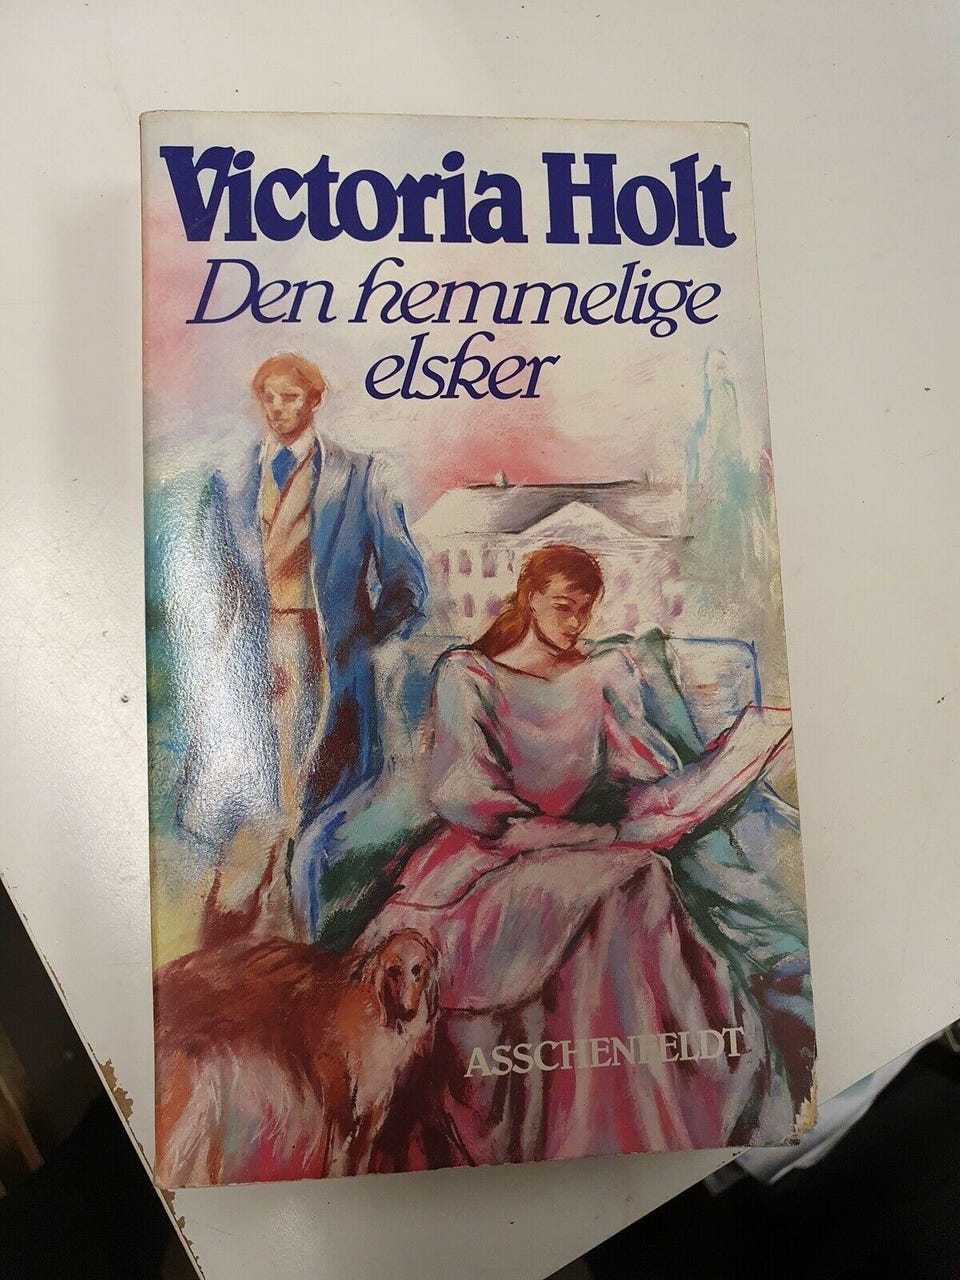 Victoria Holt
Den hemmelige
elsker
ASSCHENFELDT